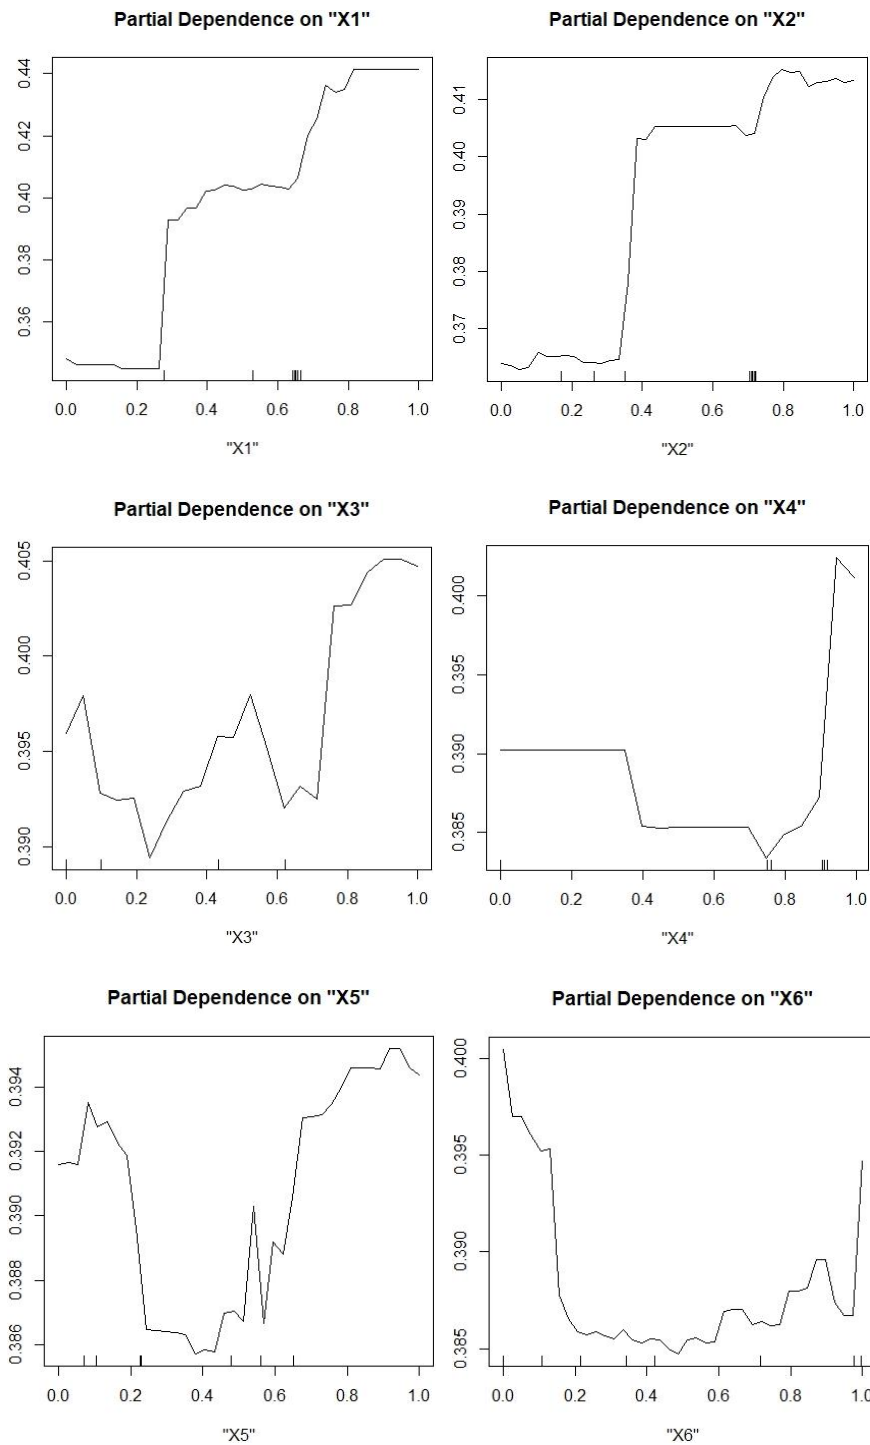 Partial Dependence on "X1"
0.44
0.42
0.40
0.38
0.36
0.0 0.2 0.4 0.6 0.8 1.0
"X1"
Partial Dependence on "X2"
0.41
0.40
0.39
0.38
0.37
0.0 0.2 0.4 0.6 0.8 1.0
"X2"
Partial Dependence on "X3"
0.405
0.400
0.395
0.390
0.0 0.2 0.4 0.6 0.8 1.0
"X3"
Partial Dependence on "X4"
0.400
0.395
0.390
0.385
0.0 0.2 0.4 0.6 0.8 1.0
"X4"
Partial Dependence on "X5"
0.394
0.392
0.390
0.388
0.386
0.0 0.2 0.4 0.6 0.8 1.0
"X5"
Partial Dependence on "X6"
0.400
0.395
0.390
0.385
0.0 0.2 0.4 0.6 0.8 1.0
"X6"